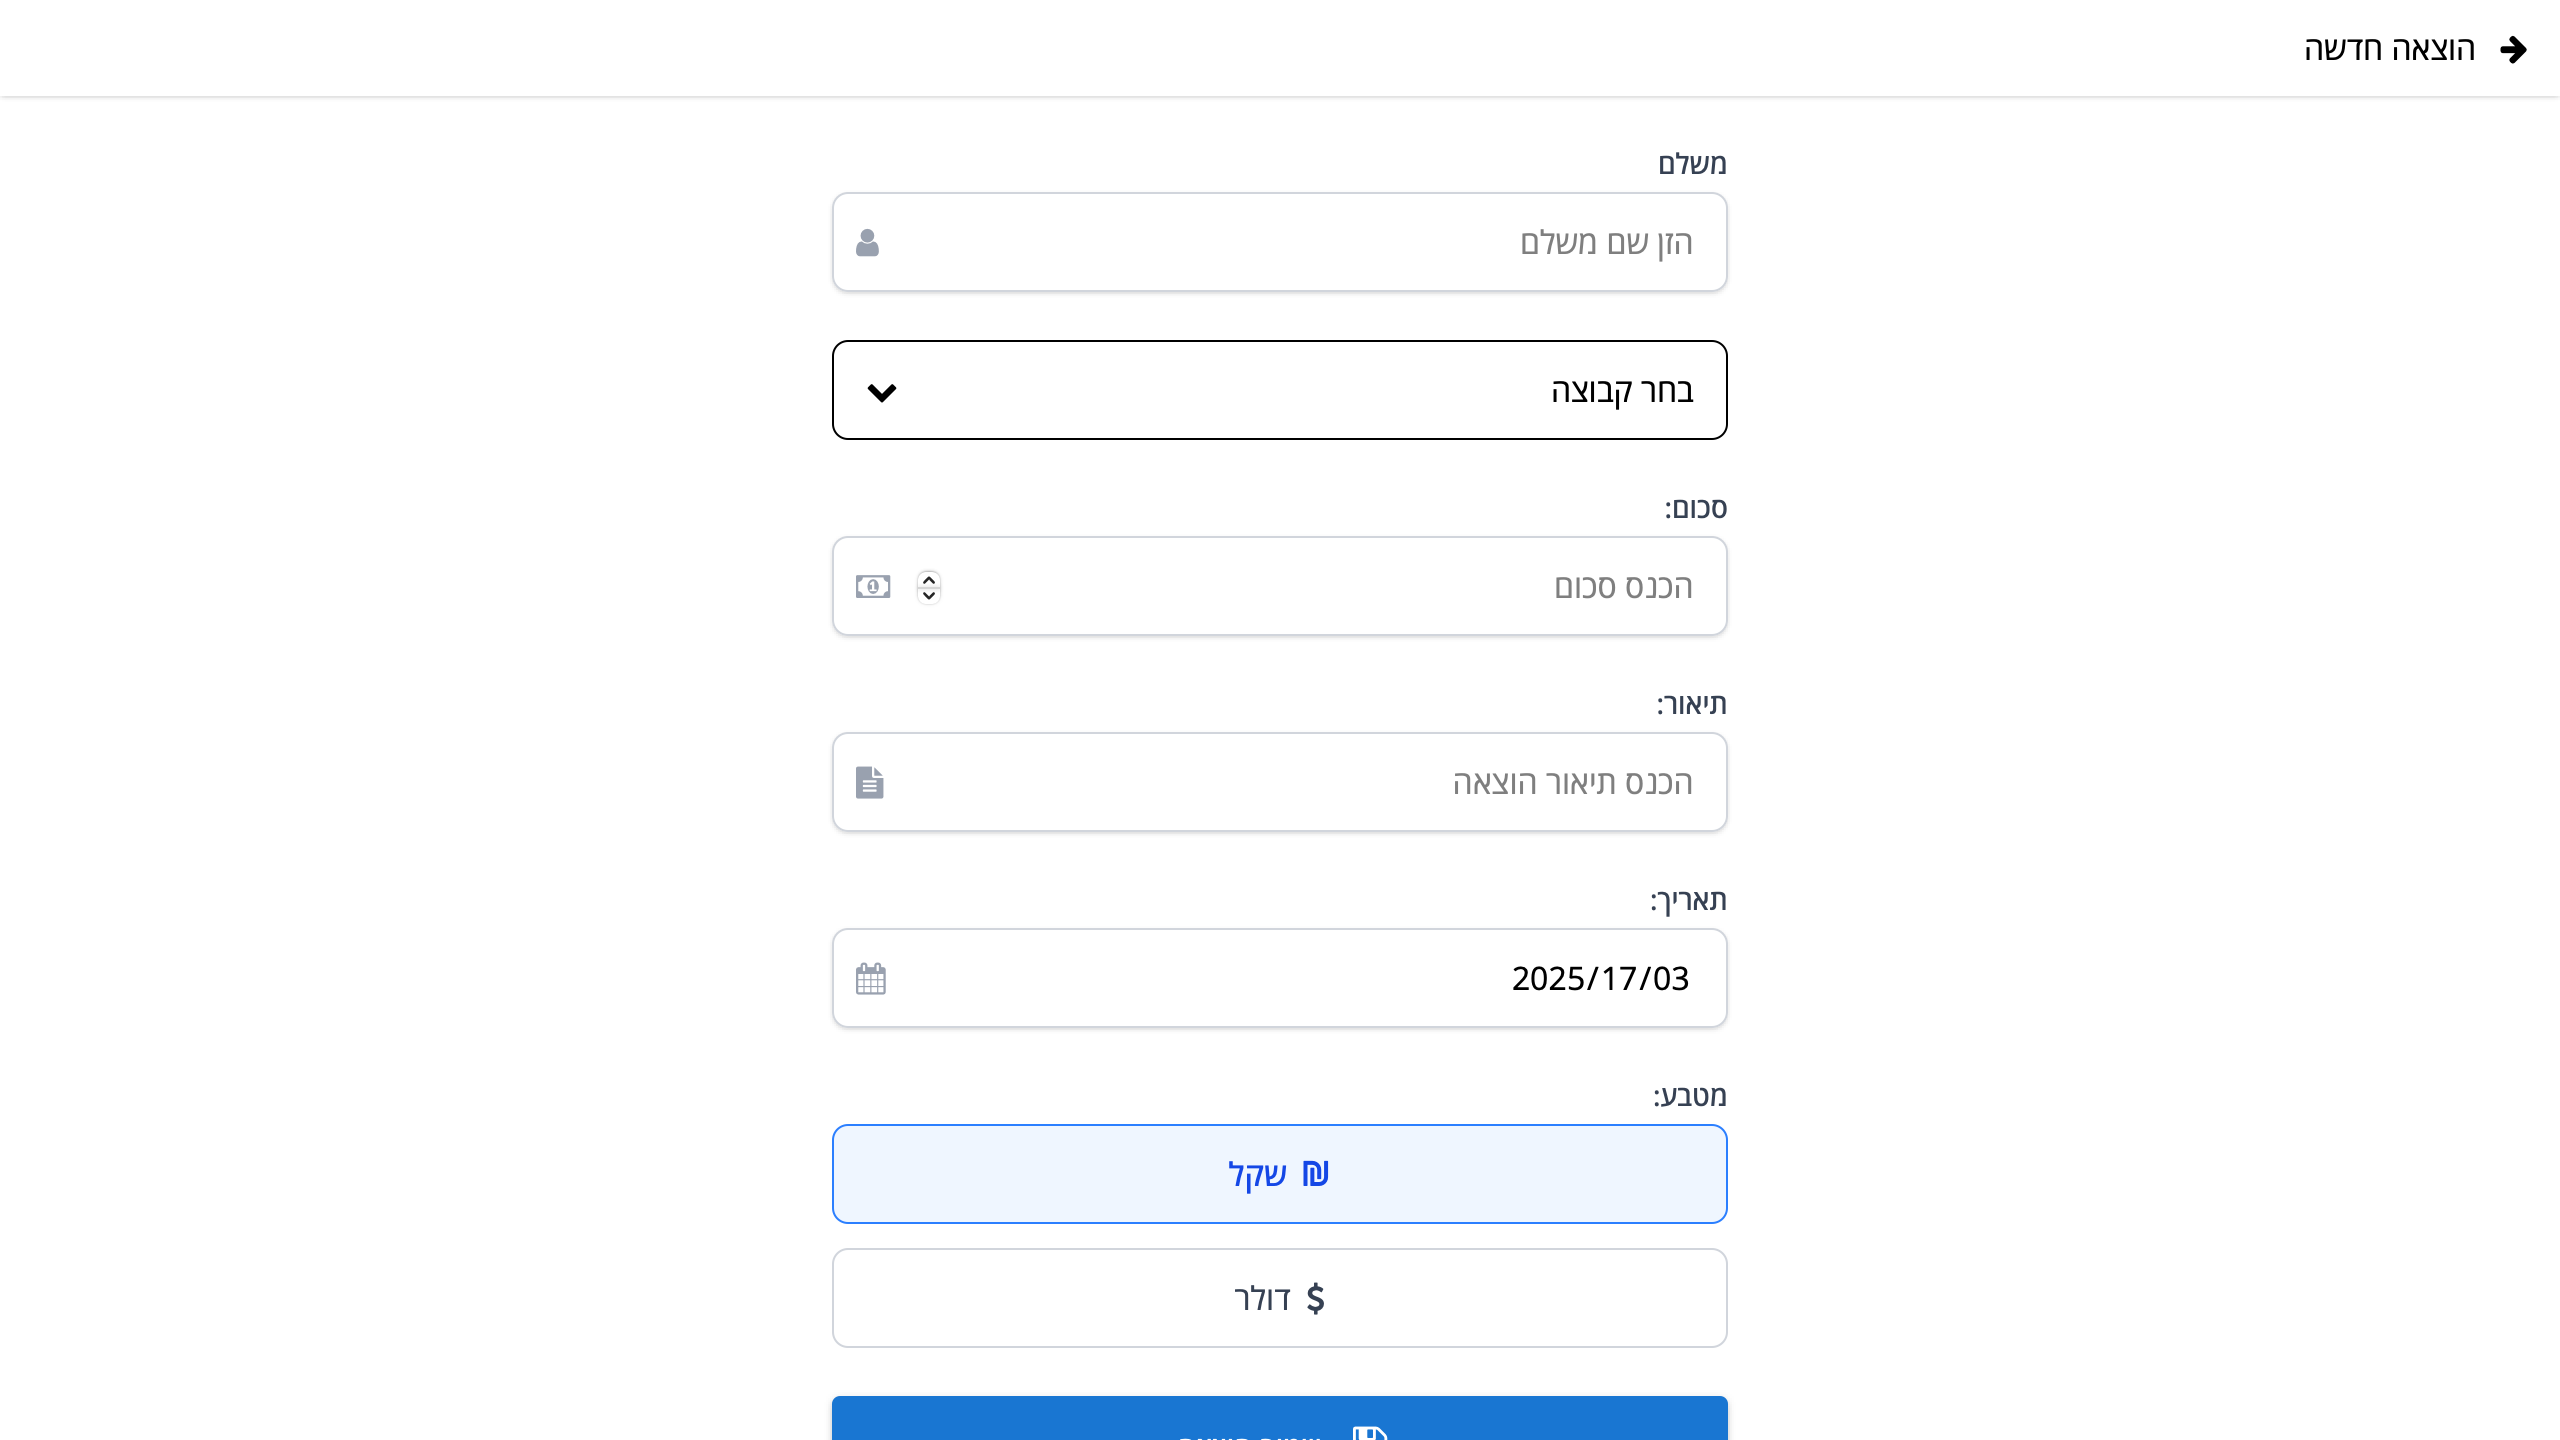 הוצאה חדשה
משלם
הזן שם משלם
בחר קבוצה
סכום:
הכנס סכום
תיאור:
הכנס תיאור הוצאה
תאריך:
2025/17/03
מטבע:
₪ שקל
$ דולר